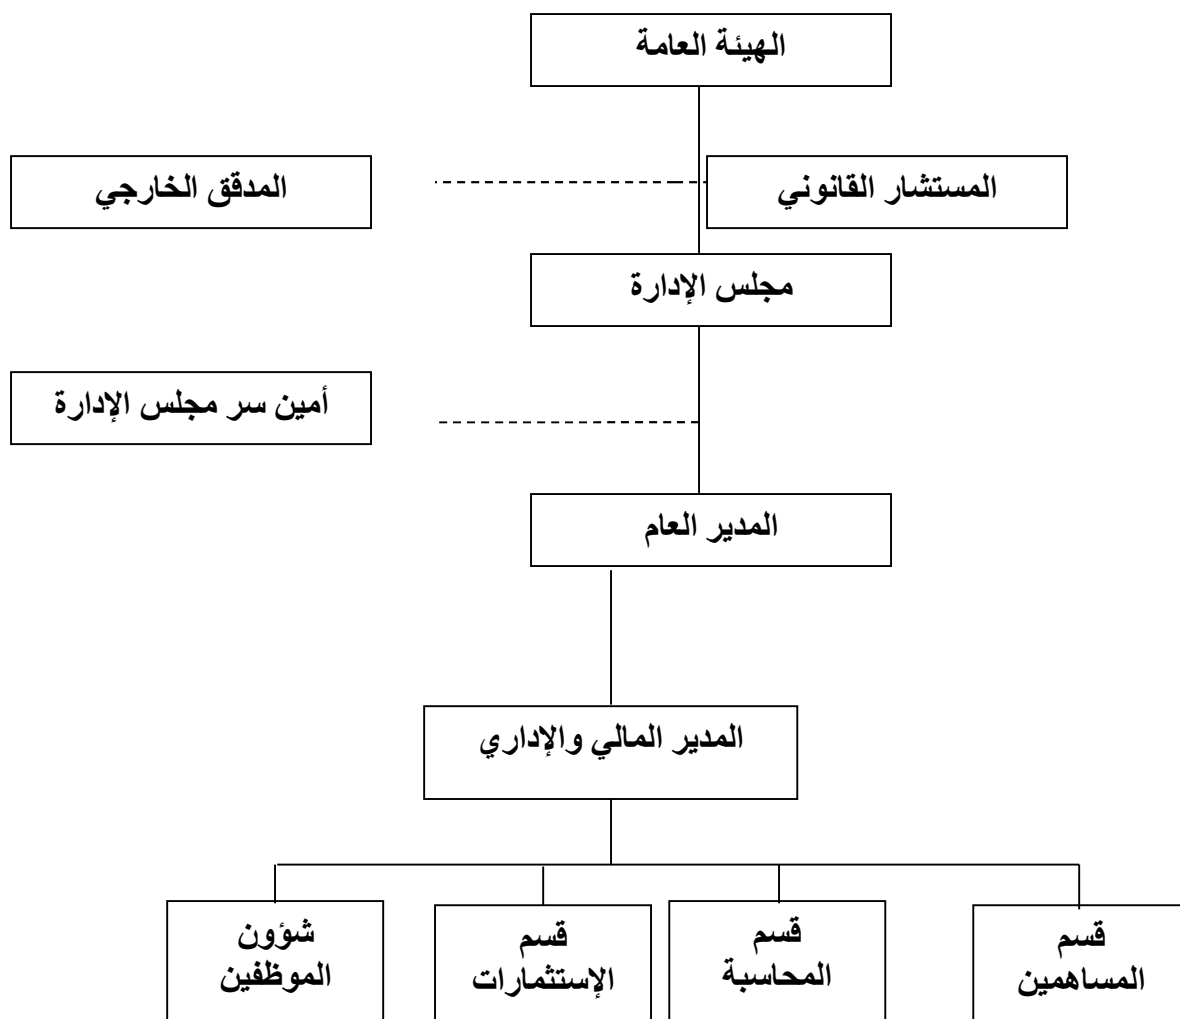 الهيئة العامة
المستشار القانوني
المدقق الخارجي
مجلس الإدارة
أمين سر مجلس الإدارة
المدير العام
المدير المالي والإداري
قسم
المساهمين
قسم
المحاسبة
قسم
الإستثمارات
شؤون
الموظفين